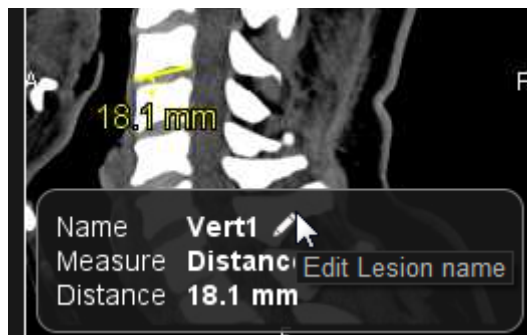 A
P
18.1 mm
Name Vert1
Measure Distanc
Edit Lesion name
Distance 18.1 mm